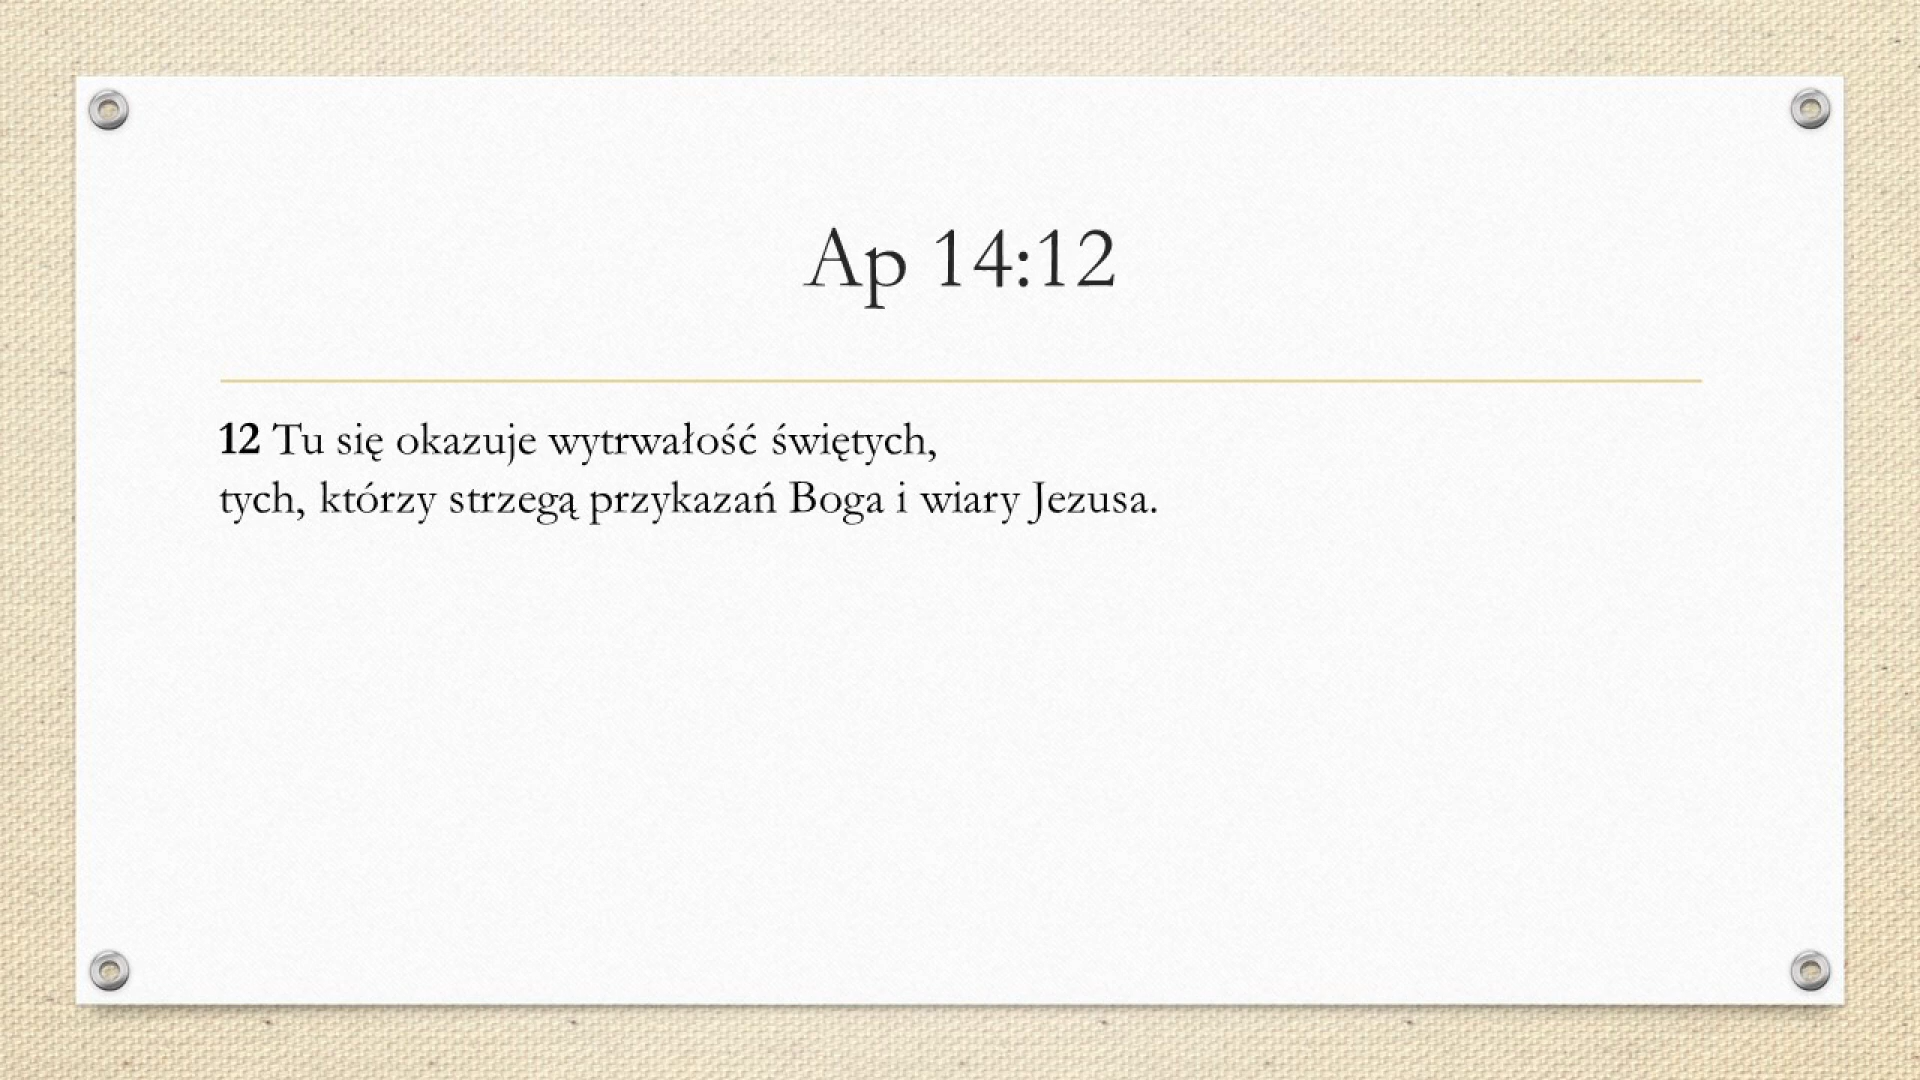 Ap 14:12
12 Tu się okazuje wytrwałość świętych,
tych, którzy strzegą przykazań Boga i wiary Jezusa.